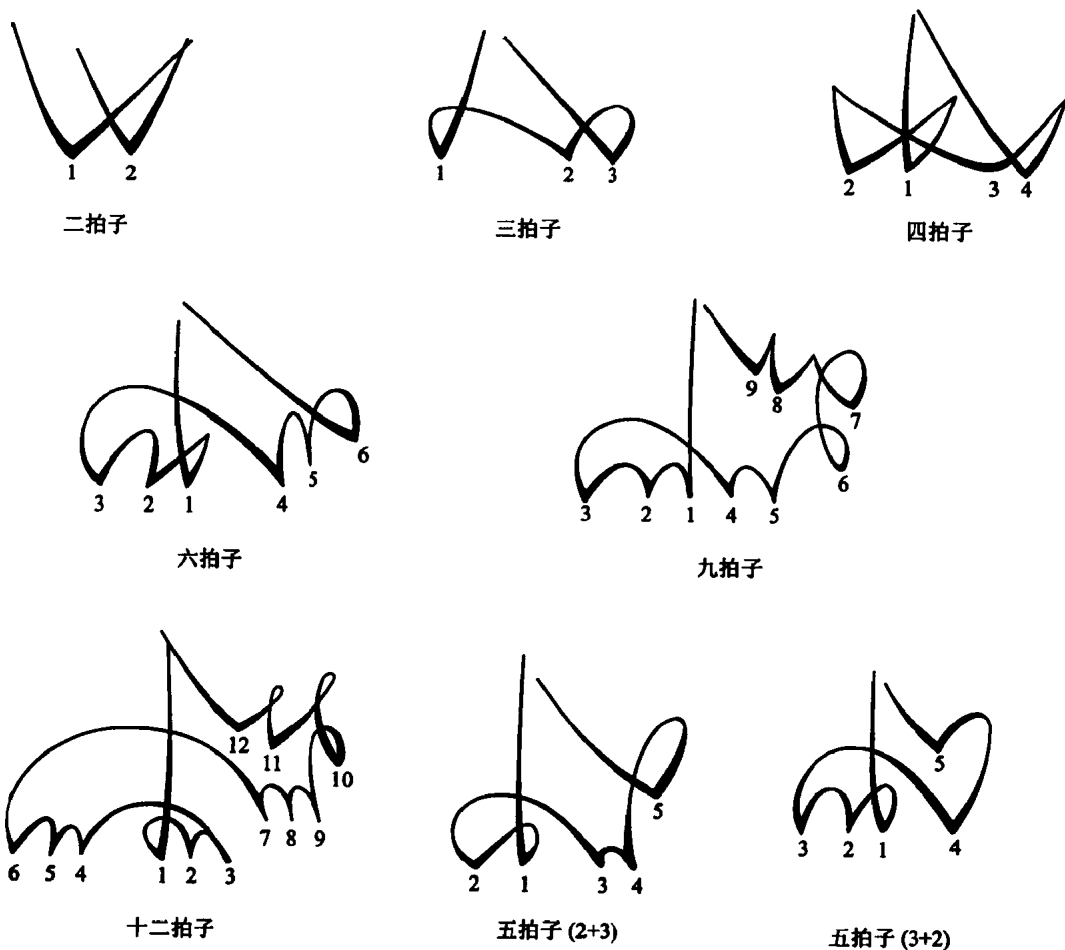 1 2
二拍子
1 2 3
三拍子
2 1 3 4
四拍子
3 2 1 4 5 6
六拍子
9 8 7
3 2 1 4 5 6
九拍子
12 11 10
7 8 9
6 5 4 1 2 3
十二拍子
5
2 1 3 4
五拍子 (2+3)
5
3 2 1 4
五拍子 (3+2)